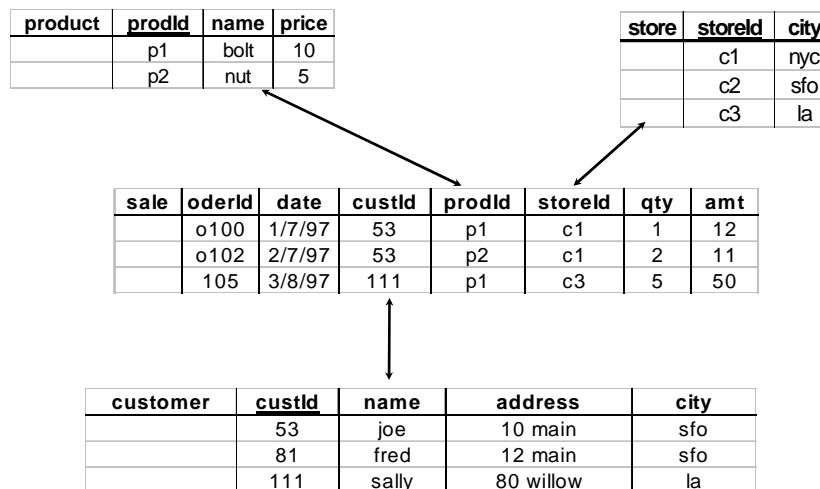 product prodId name price
p1 bolt 10
p2 nut 5
store storeId city
c1 nyc
c2 sfo
c3 la
sale oderId date custId prodId storeId qty amt
o100 1/7/97 53 p1 c1 1 12
o102 2/7/97 53 p2 c1 2 11
105 3/8/97 111 p1 c3 5 50
customer custId name address city
53 joe 10 main sfo
81 fred 12 main sfo
111 sally 80 willow la